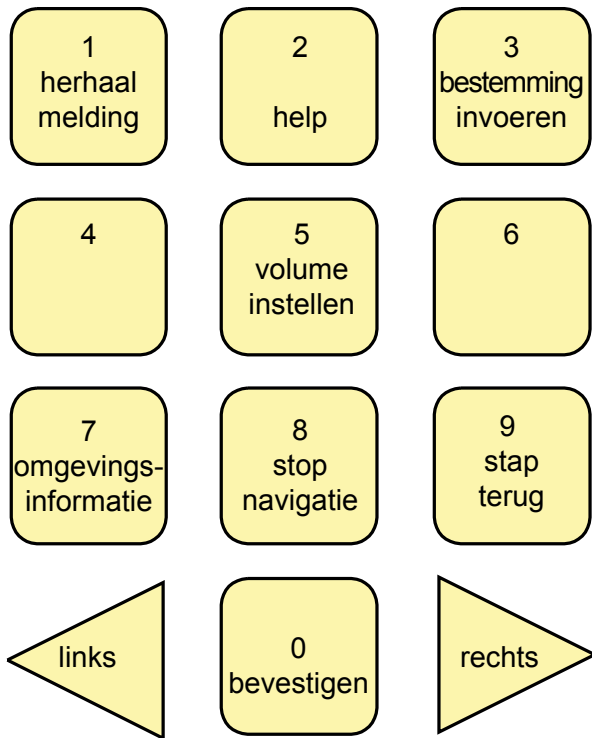 1
herhaal
melding
2
help
3
bestemming
invoeren
4
5
volume
instellen
6
7
omgevings-
informatie
8
stop
navigatie
9
stap
terug
links
0
bevestigen
rechts